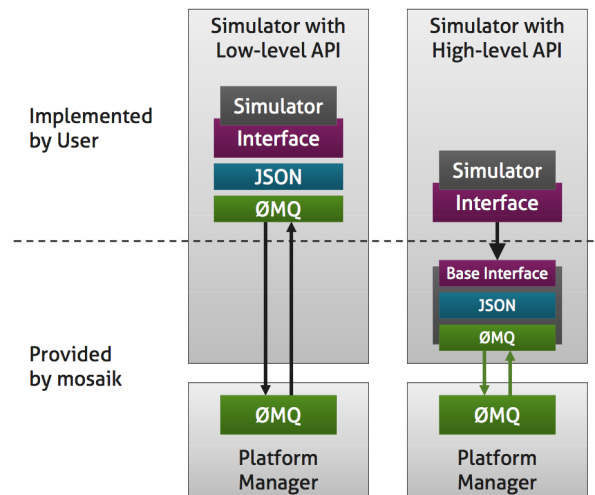 Simulator with
Low-level API
Simulator with
High-level API
Implemented
by User
Simulator
Interface
JSON
ØMQ
Simulator
Interface
Base Interface
JSON
ØMQ
Provided
by mosaik
ØMQ
Platform
Manager
ØMQ
Platform
Manager